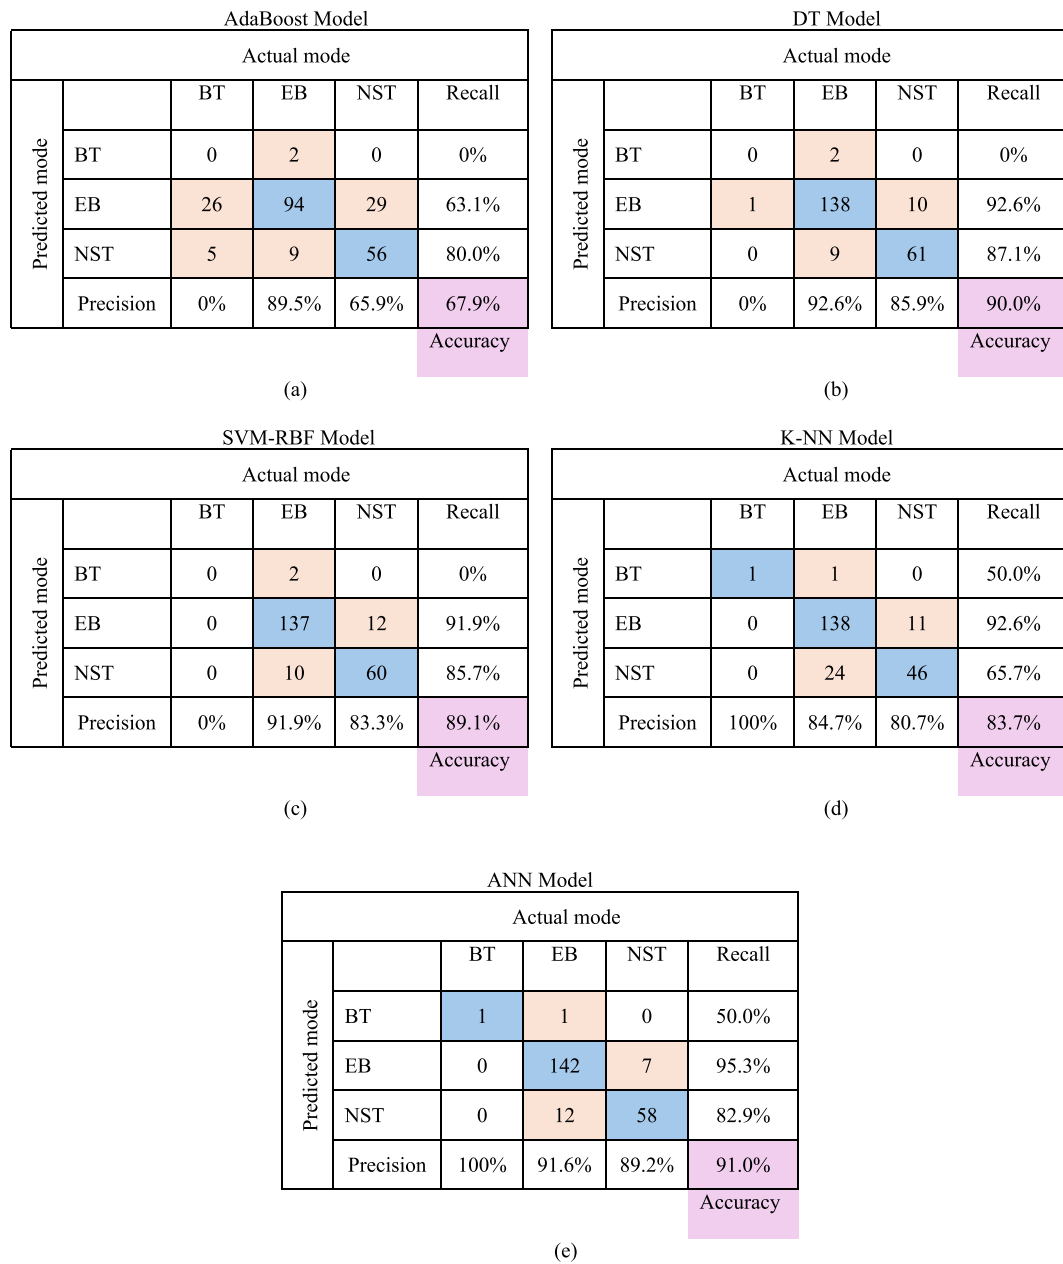 AdaBoost Model
Actual mode
Predicted mode
BT EB NST Recall
BT 0 2 0 0%
EB 26 94 29 63.1%
NST 5 9 56 80.0%
Precision 0% 89.5% 65.9% 67.9%
Accuracy
(a)
DT Model
Actual mode
Predicted mode
BT EB NST Recall
BT 0 2 0 0%
EB 1 138 10 92.6%
NST 0 9 61 87.1%
Precision 0% 92.6% 85.9% 90.0%
Accuracy
(b)
SVM-RBF Model
Actual mode
Predicted mode
BT EB NST Recall
BT 0 2 0 0%
EB 0 137 12 91.9%
NST 0 10 60 85.7%
Precision 0% 91.9% 83.3% 89.1%
Accuracy
(c)
K-NN Model
Actual mode
Predicted mode
BT EB NST Recall
BT 1 1 0 50.0%
EB 0 138 11 92.6%
NST 0 24 46 65.7%
Precision 100% 84.7% 80.7% 83.7%
Accuracy
(d)
ANN Model
Actual mode
Predicted mode
BT EB NST Recall
BT 1 1 0 50.0%
EB 0 142 7 95.3%
NST 0 12 58 82.9%
Precision 100% 91.6% 89.2% 91.0%
Accuracy
(e)